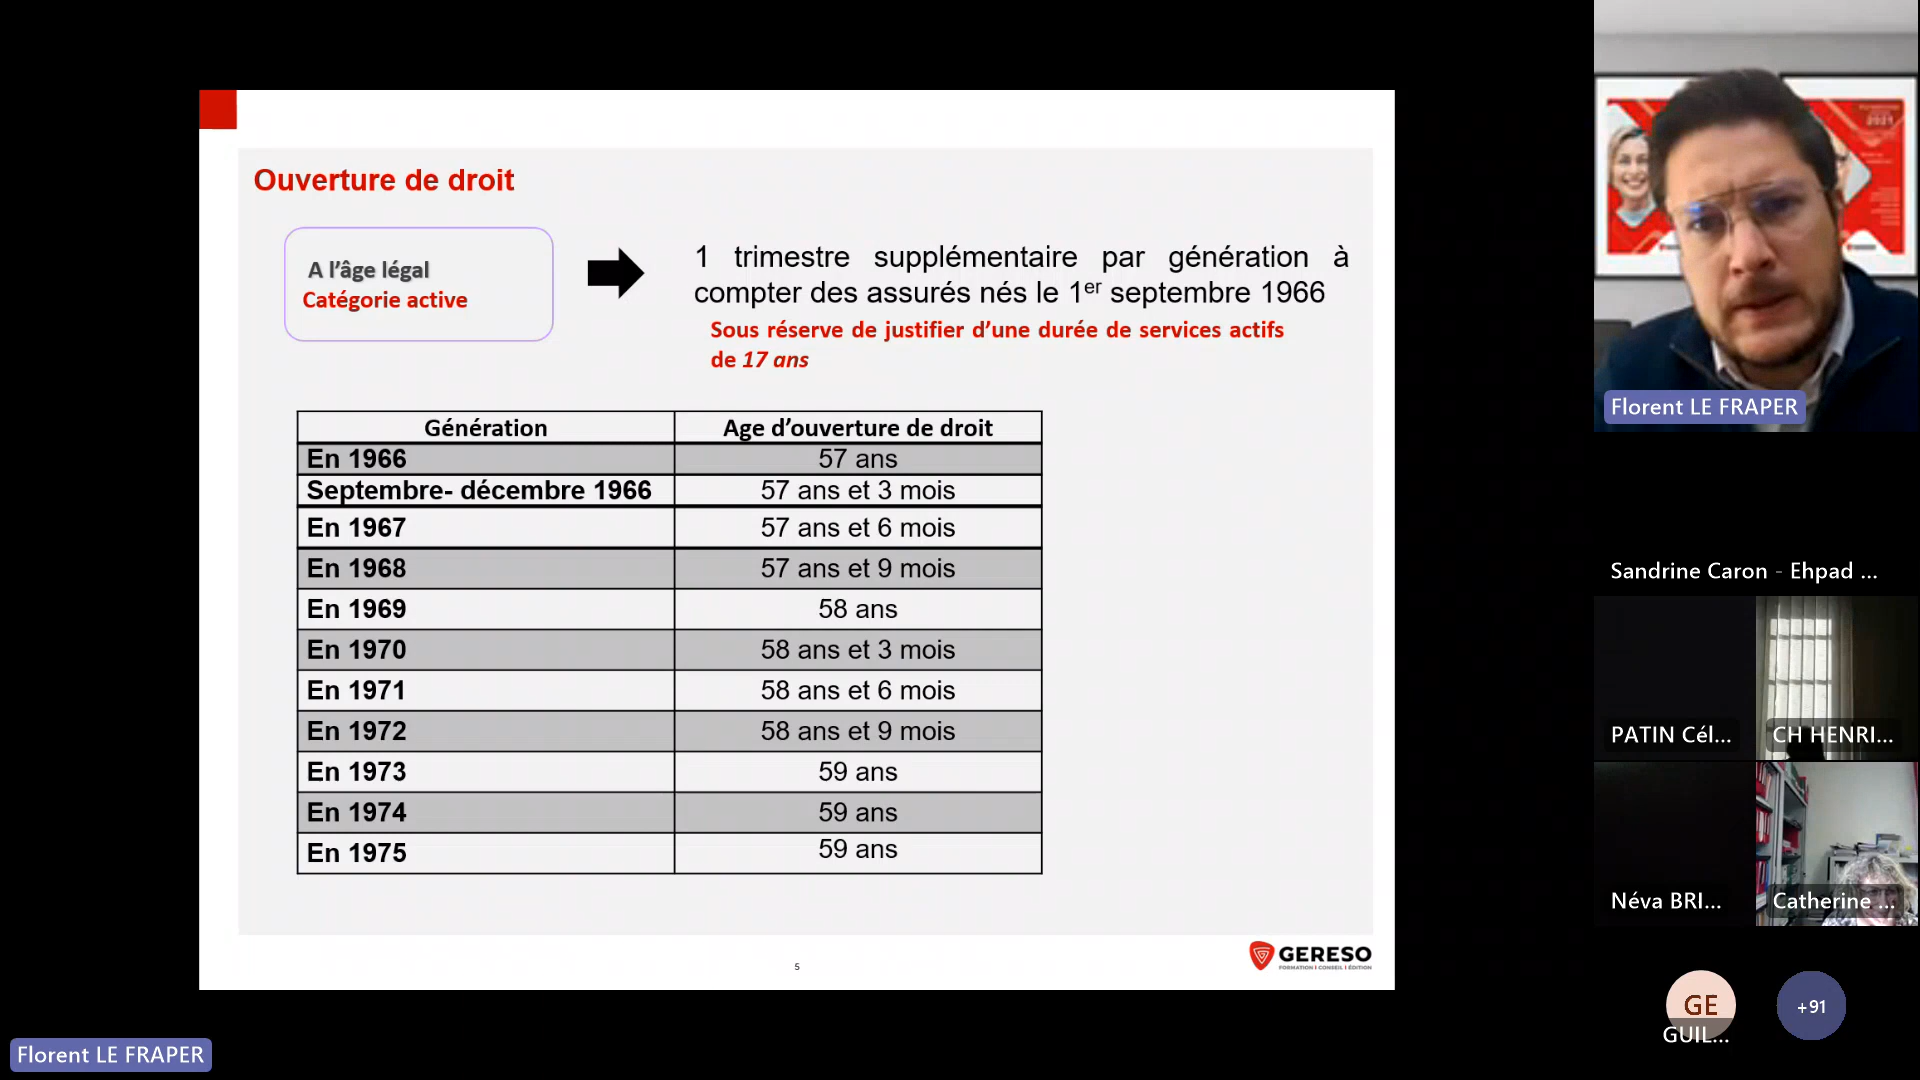 Ouverture de droit
A l’âge légal
Catégorie active
1 trimestre supplémentaire par génération à
compter des assurés nés le 1er septembre 1966
Sous réserve de justifier d’une durée de services actifs
de 17 ans
Génération Age d’ouverture de droit
En 1966 57 ans
Septembre- décembre 1966 57 ans et 3 mois
En 1967 57 ans et 6 mois
En 1968 57 ans et 9 mois
En 1969 58 ans
En 1970 58 ans et 3 mois
En 1971 58 ans et 6 mois
En 1972 58 ans et 9 mois
En 1973 59 ans
En 1974 59 ans
En 1975 59 ans
5
GERESO
FORMATION I CONSEIL I ÉDITION
Florent LE FRAPER
2021
Florent LE FRAPER
Sandrine Caron - Ehpad ...
PATIN Cél...
CH HENRI...
Néva BRI...
Catherine ...
GE
GUIL...
+91